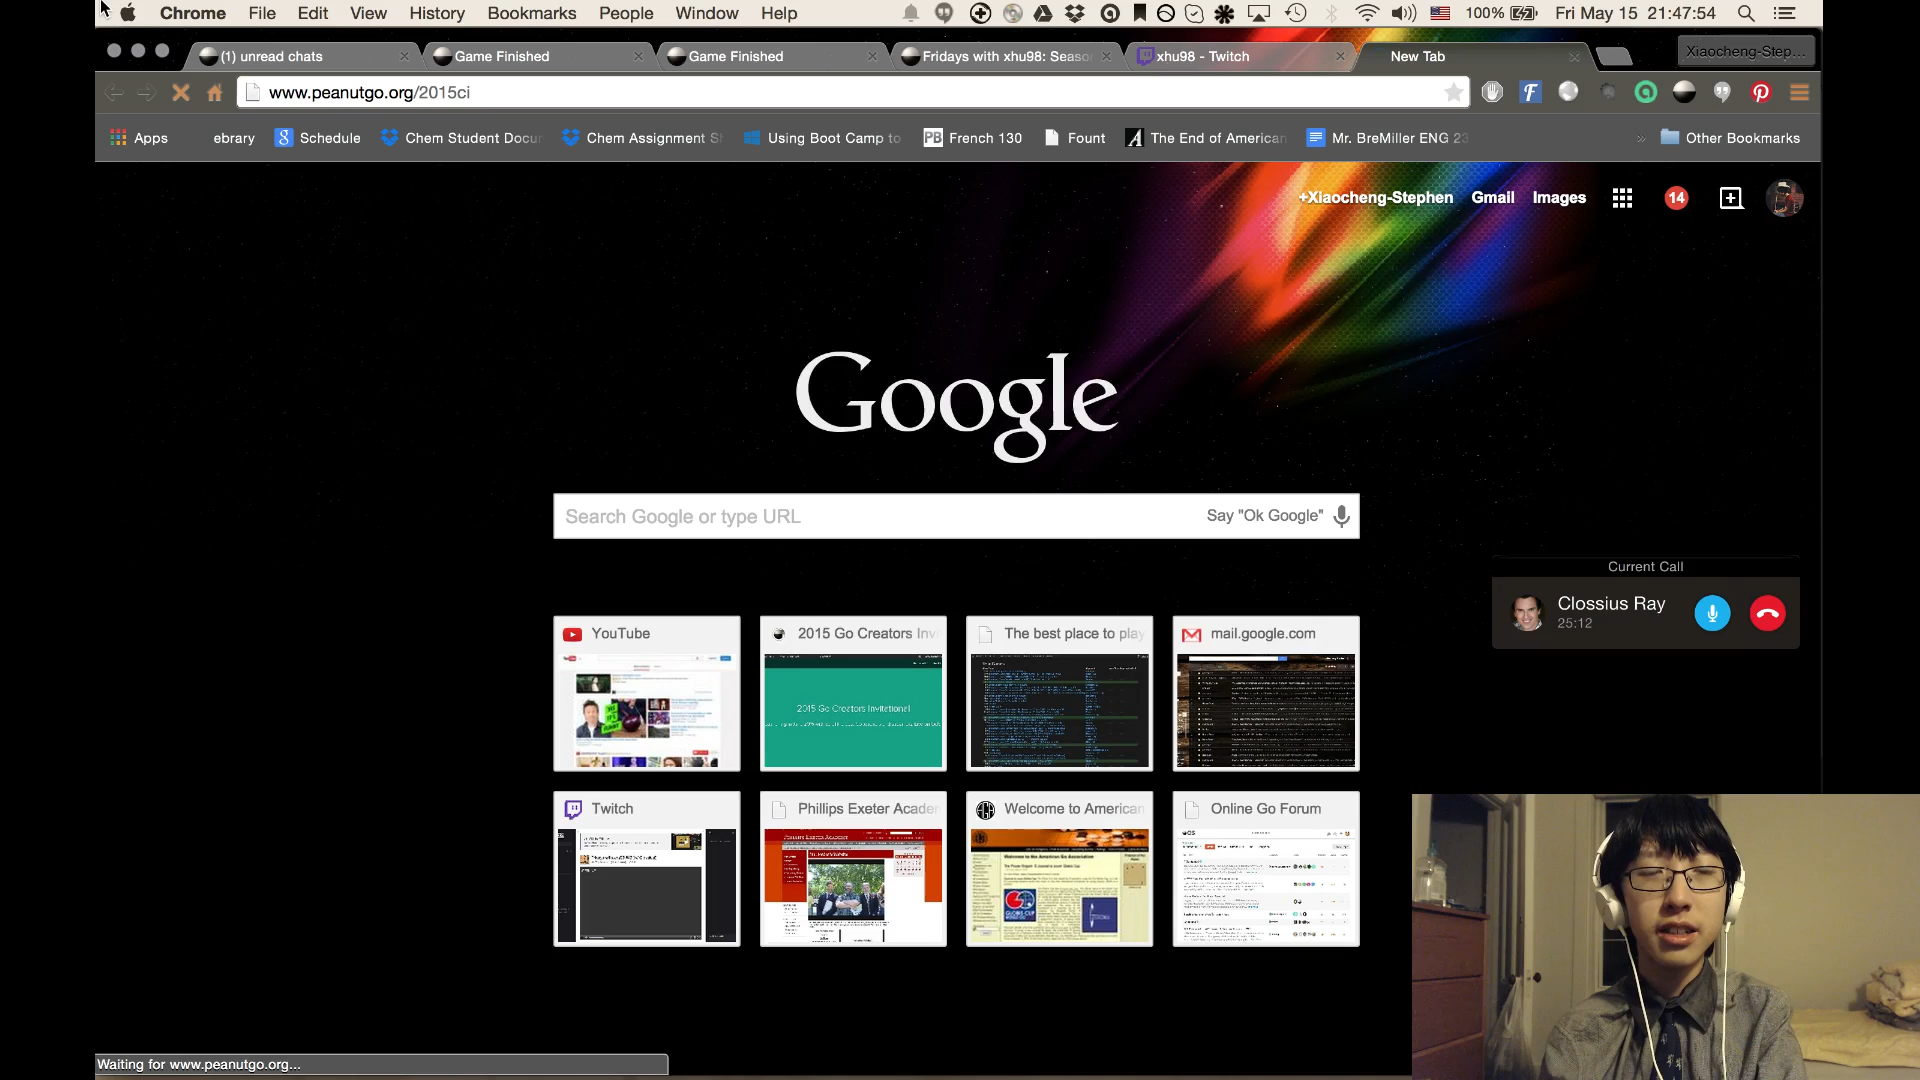 Chrome File Edit View History Bookmarks People Window Help 100% Fri May 15 21:47:54
(1) unread chats Game Finished Game Finished Fridays with xhu98: Seaso xhu98 - Twitch New Tab Xiaocheng-Step...
www.peanutgo.org/2015ci
Apps ebrary Schedule Chem Student Docu Chem Assignment S Using Boot Camp to PB French 130 Fount The End of American Mr. BreMiller ENG 23 » Other Bookmarks
+Xiaocheng-Stephen Gmail Images 14
Google
Search Google or type URL Say "Ok Google"
Current Call
Clossius Ray
25:12
YouTube 2015 Go Creators Inv The best place to play mail.google.com
2015 Go Creators Invitational
Twitch Phillips Exeter Acade Welcome to American Online Go Forum
Waiting for www.peanutgo.org...